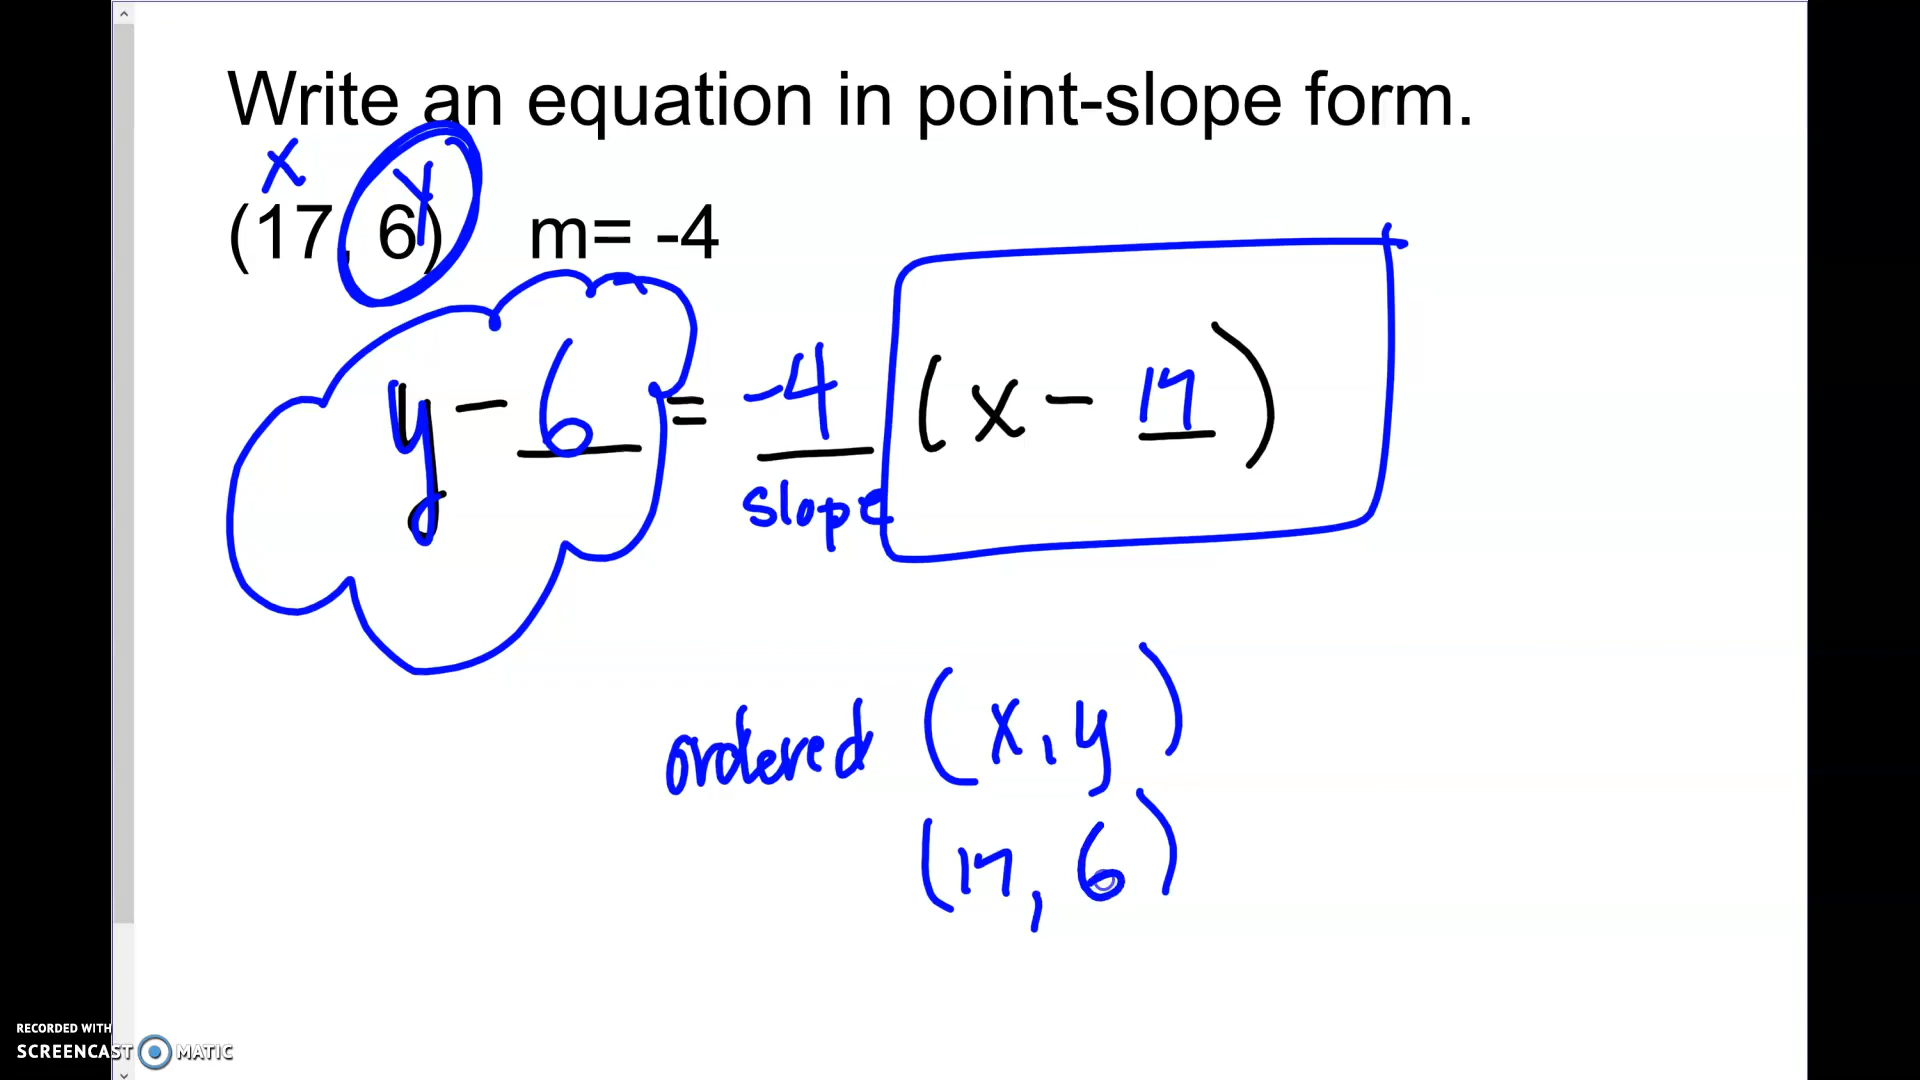 Write an equation in point-slope form.
x y
(17, 6) m= -4
y - 6 = -4 (x - 17)
slope
ordered (x, y)
(17, 6)
RECORDED WITH
SCREENCAST MATIC